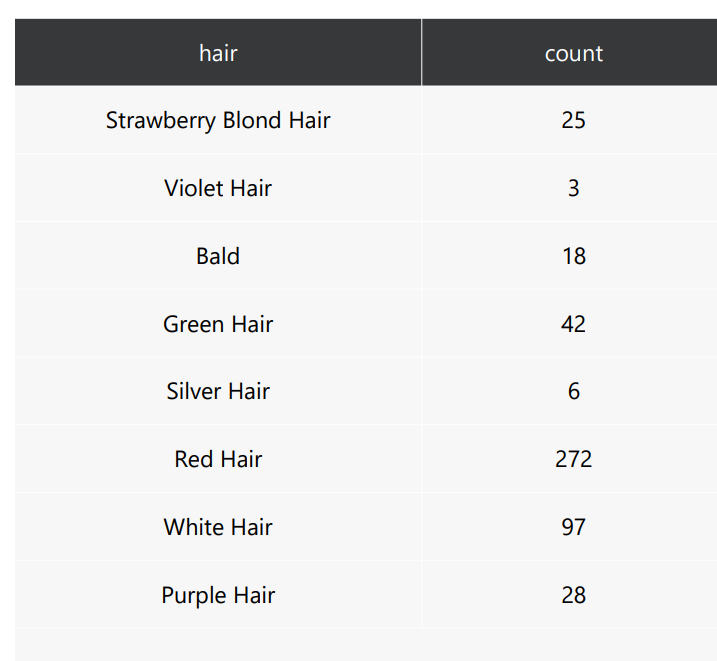 hair count
Strawberry Blond Hair 25
Violet Hair 3
Bald 18
Green Hair 42
Silver Hair 6
Red Hair 272
White Hair 97
Purple Hair 28